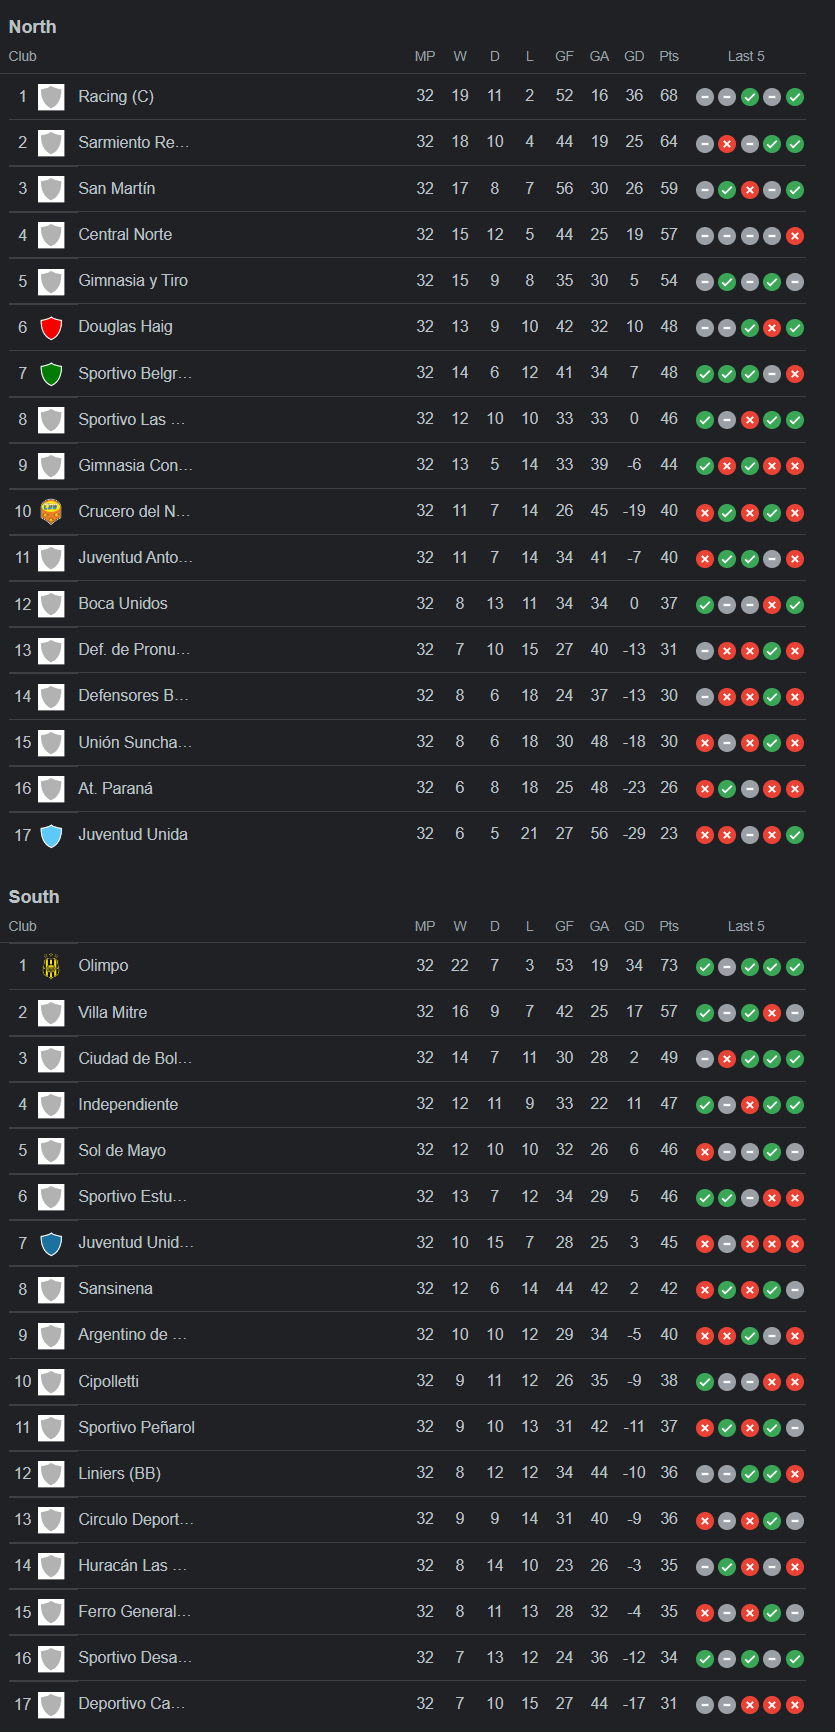 North
Club MP W D L GF GA GD Pts Last 5
1 Racing (C) 32 19 11 2 52 16 36 68
2 Sarmiento Re... 32 18 10 4 44 19 25 64
3 San Martín 32 17 8 7 56 30 26 59
4 Central Norte 32 15 12 5 44 25 19 57
5 Gimnasia y Tiro 32 15 9 8 35 30 5 54
6 Douglas Haig 32 13 9 10 42 32 10 48
7 Sportivo Belgr... 32 14 6 12 41 34 7 48
8 Sportivo Las ... 32 12 10 10 33 33 0 46
9 Gimnasia Con... 32 13 5 14 33 39 -6 44
10 Crucero del N... 32 11 7 14 26 45 -19 40
11 Juventud Anto... 32 11 7 14 34 41 -7 40
12 Boca Unidos 32 8 13 11 34 34 0 37
13 Def. de Pronu... 32 7 10 15 27 40 -13 31
14 Defensores B... 32 8 6 18 24 37 -13 30
15 Unión Suncha... 32 8 6 18 30 48 -18 30
16 At. Paraná 32 6 8 18 25 48 -23 26
17 Juventud Unida 32 6 5 21 27 56 -29 23
South
Club MP W D L GF GA GD Pts Last 5
1 Olimpo 32 22 7 3 53 19 34 73
2 Villa Mitre 32 16 9 7 42 25 17 57
3 Ciudad de Bol... 32 14 7 11 30 28 2 49
4 Independiente 32 12 11 9 33 22 11 47
5 Sol de Mayo 32 12 10 10 32 26 6 46
6 Sportivo Estu... 32 13 7 12 34 29 5 46
7 Juventud Unid... 32 10 15 7 28 25 3 45
8 Sansinena 32 12 6 14 44 42 2 42
9 Argentino de ... 32 10 10 12 29 34 -5 40
10 Cipolletti 32 9 11 12 26 35 -9 38
11 Sportivo Peñarol 32 9 10 13 31 42 -11 37
12 Liniers (BB) 32 8 12 12 34 44 -10 36
13 Circulo Deport... 32 9 9 14 31 40 -9 36
14 Huracán Las ... 32 8 14 10 23 26 -3 35
15 Ferro General... 32 8 11 13 28 32 -4 35
16 Sportivo Desa... 32 7 13 12 24 36 -12 34
17 Deportivo Ca... 32 7 10 15 27 44 -17 31